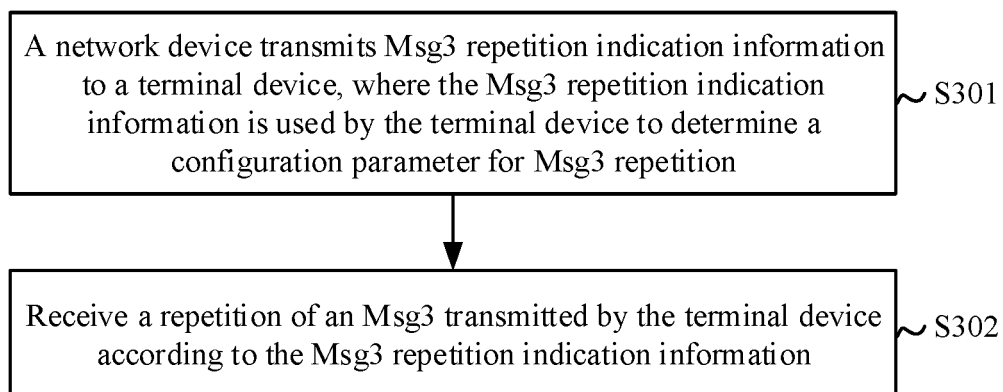 A network device transmits Msg3 repetition indication information
to a terminal device, where the Msg3 repetition indication
information is used by the terminal device to determine a
configuration parameter for Msg3 repetition
S301
Receive a repetition of an Msg3 transmitted by the terminal device
according to the Msg3 repetition indication information
S302